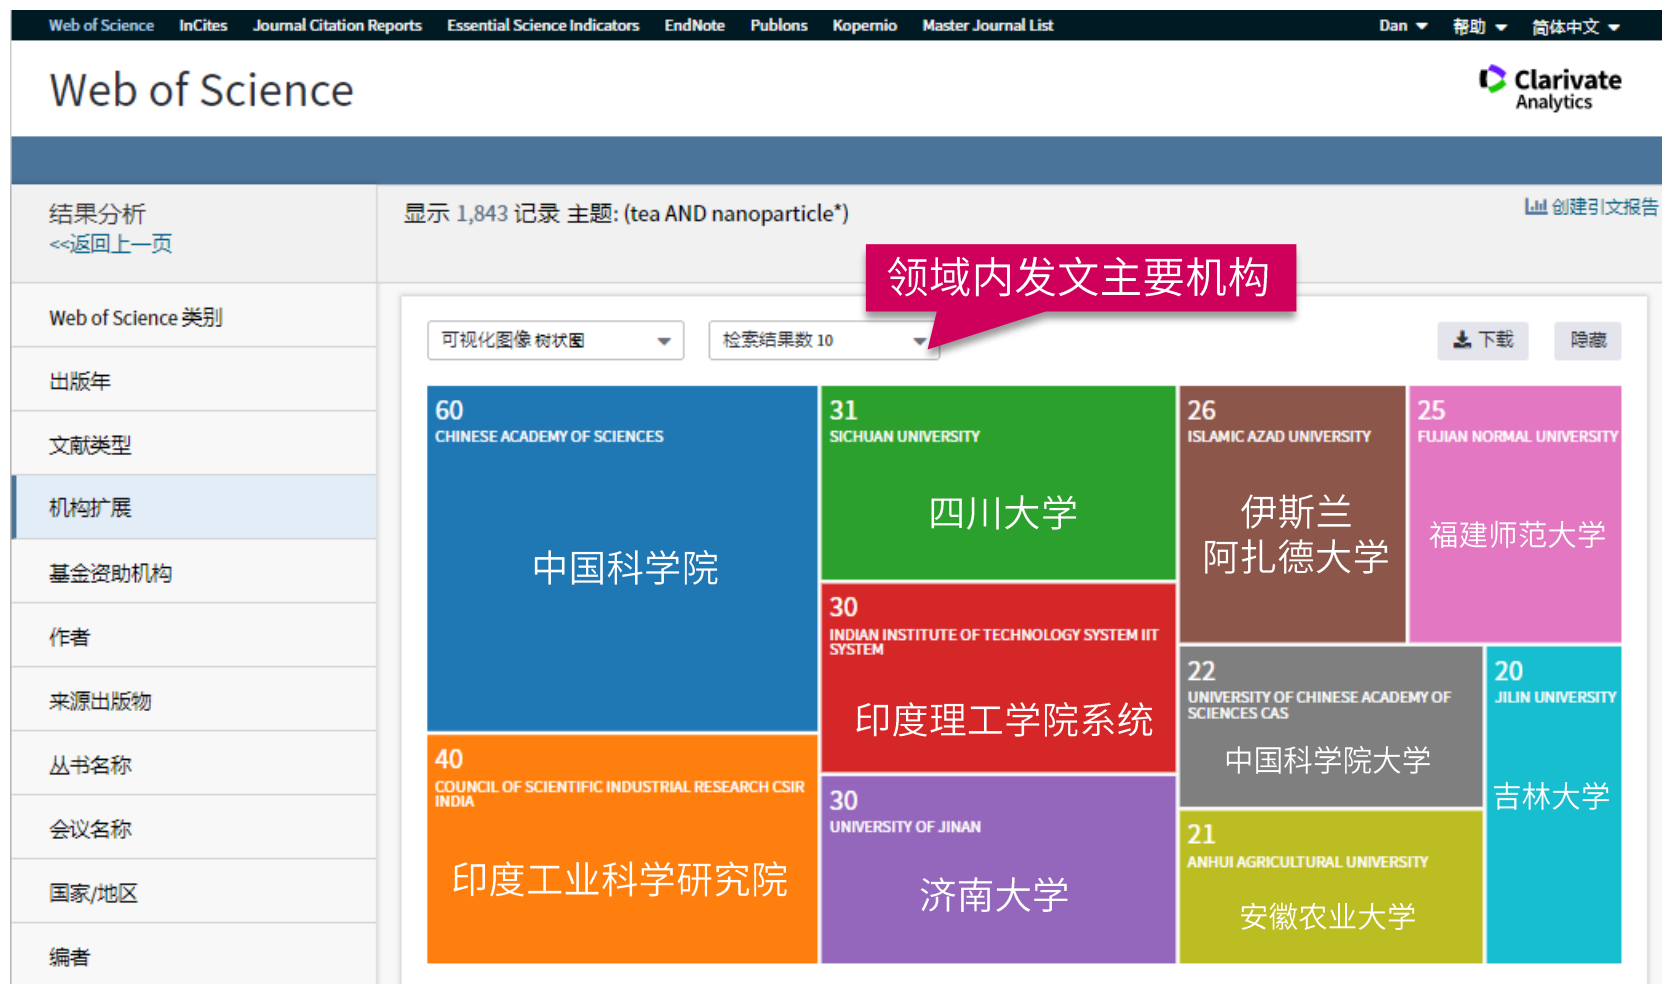 Web of Science InCites Journal Citation Reports Essential Science Indicators EndNote Publons Kopernio Master Journal List Dan 帮助 简体中文
Web of Science
Clarivate
Analytics
结果分析
<<返回上一页
显示 1,843 记录 主题: (tea AND nanoparticle*)
创建引文报告
领域内发文主要机构
Web of Science 类别
出版年
文献类型
机构扩展
基金资助机构
作者
来源出版物
丛书名称
会议名称
国家/地区
编者
可视化图像 树状图
检索结果数 10
下载
隐藏
60
CHINESE ACADEMY OF SCIENCES
中国科学院
40
COUNCIL OF SCIENTIFIC INDUSTRIAL RESEARCH CSIR
INDIA
印度工业科学研究院
31
SICHUAN UNIVERSITY
四川大学
30
INDIAN INSTITUTE OF TECHNOLOGY SYSTEM IIT
SYSTEM
印度理工学院系统
30
UNIVERSITY OF JINAN
济南大学
26
ISLAMIC AZAD UNIVERSITY
伊斯兰
阿扎德大学
25
FUJIAN NORMAL UNIVERSITY
福建师范大学
22
UNIVERSITY OF CHINESE ACADEMY OF
SCIENCES CAS
中国科学院大学
21
ANHUI AGRICULTURAL UNIVERSITY
安徽农业大学
20
JILIN UNIVERSITY
吉林大学